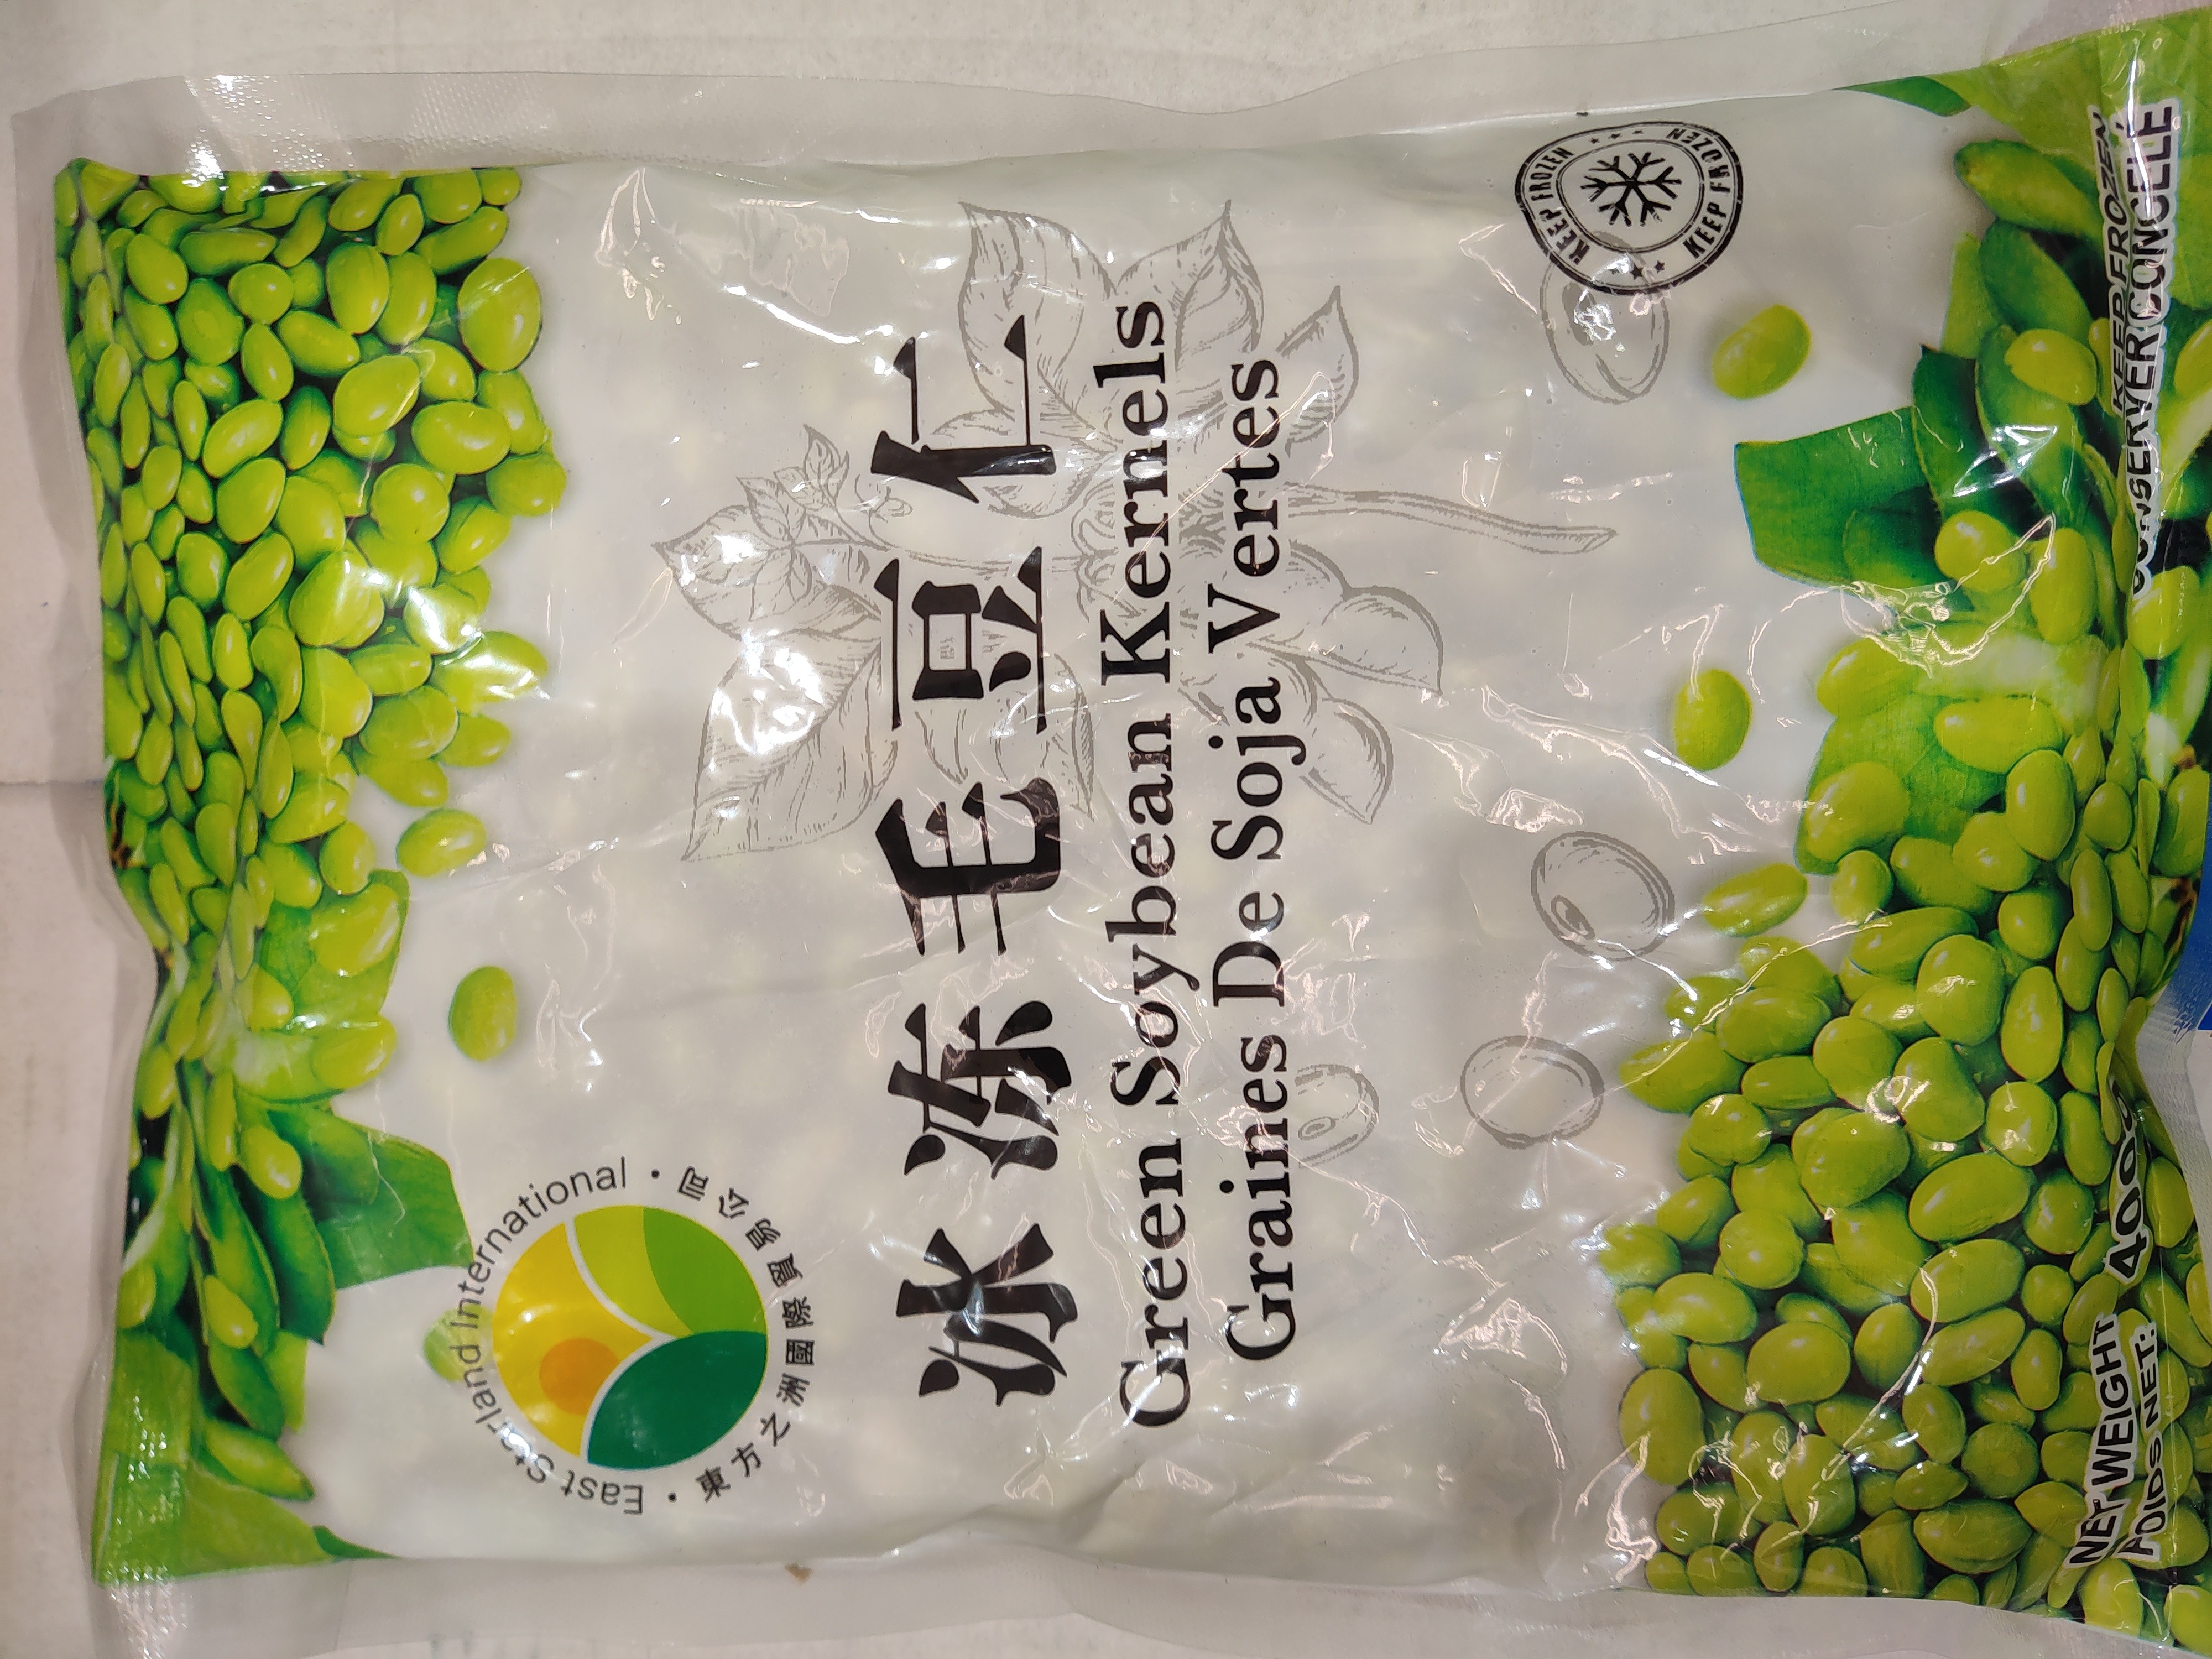 East Starland International
東方之洲國際貿易公司
冰冻毛豆仁
Green Soybean Kernels
Graines De Soja Vertes
KEEP FROZEN
KEEP FROZEN
KEEP FROZEN
NET WEIGHT
POIDS NET: 400g
KEEP FROZEN
CONSERVER CONGELÉ